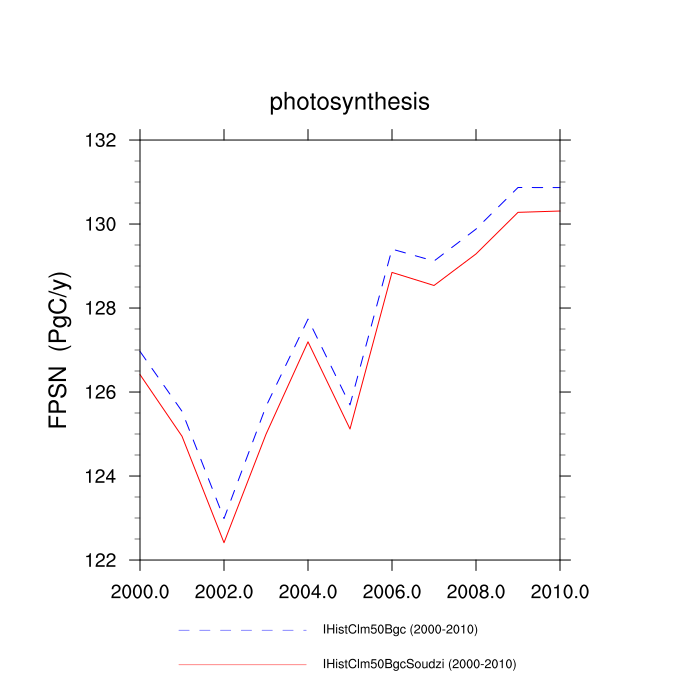 photosynthesis
132
130
128
126
124
122
FPSN (PgC/y)
2000.0 2002.0 2004.0 2006.0 2008.0 2010.0
IHistClm50Bgc (2000-2010)
IHistClm50BgcSoudzi (2000-2010)